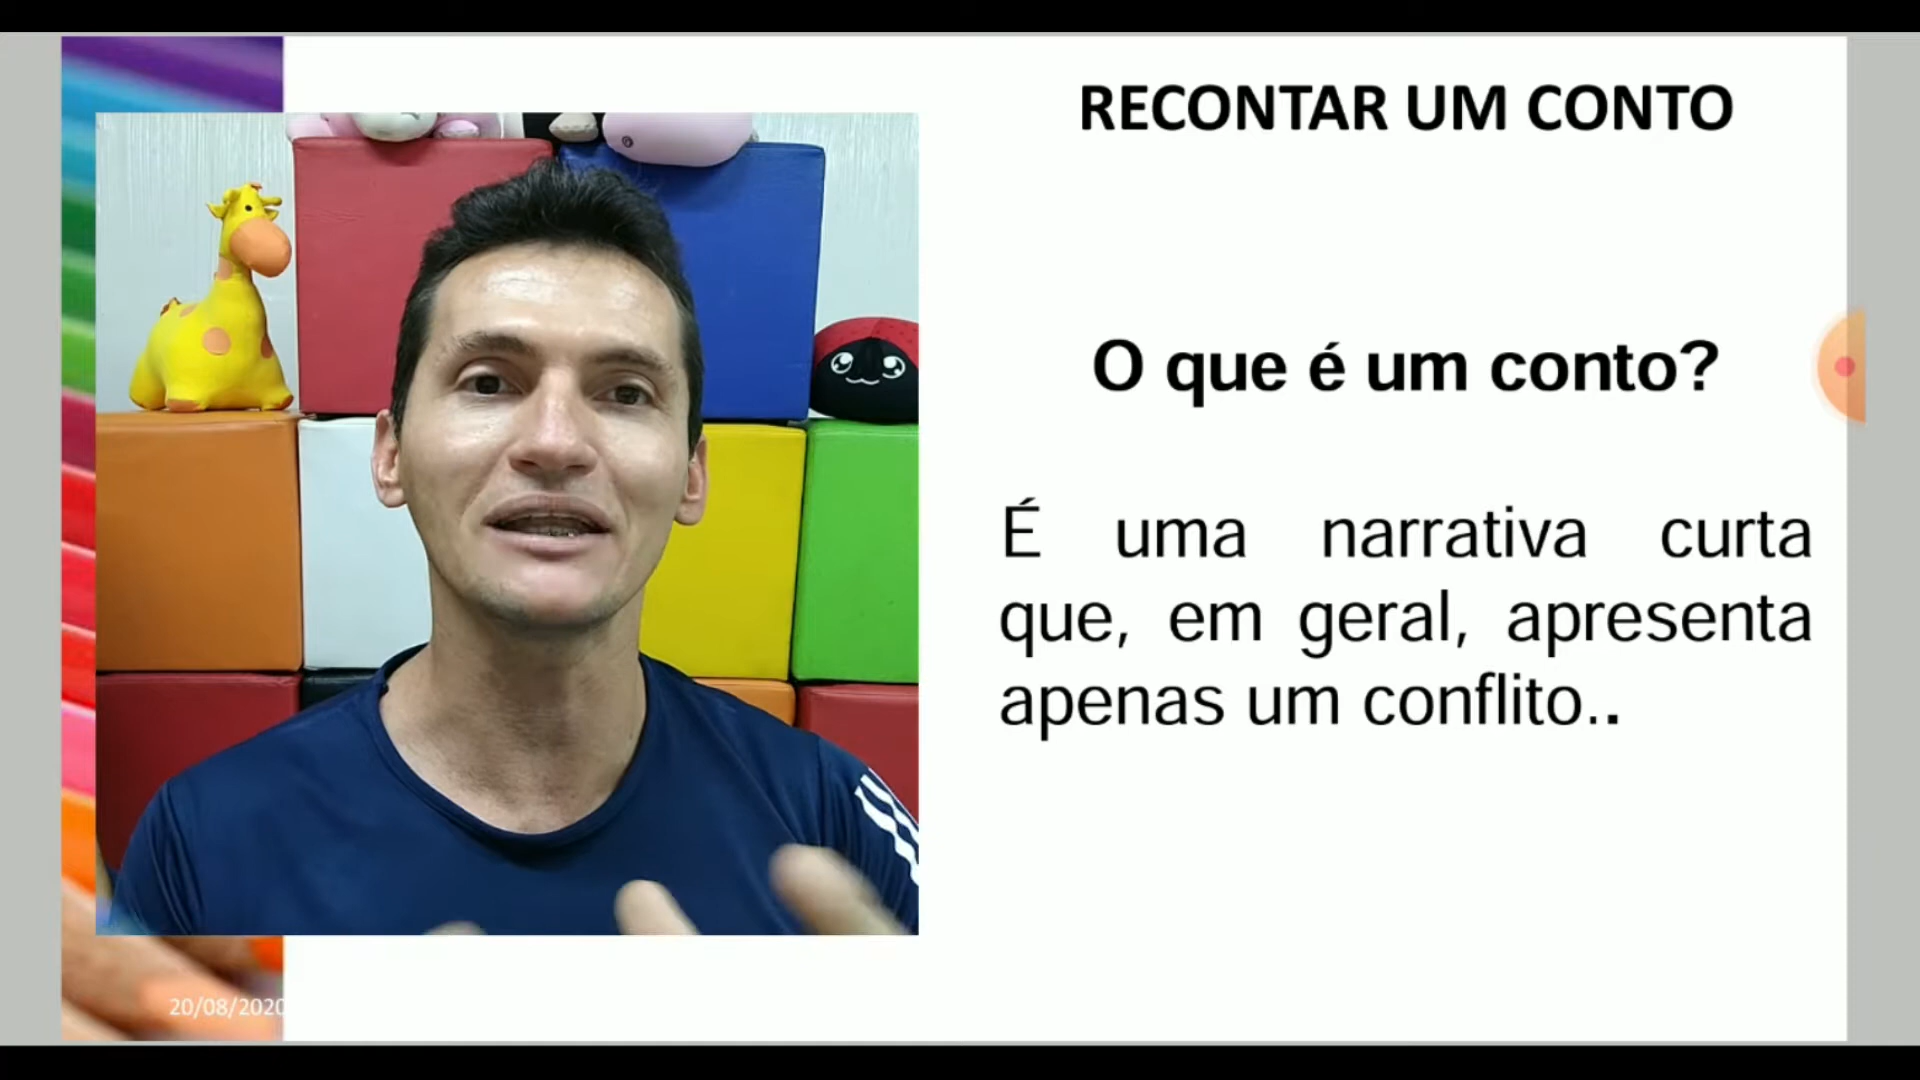 RECONTAR UM CONTO
O que é um conto?
É uma narrativa curta
que, em geral, apresenta
apenas um conflito..
20/08/2020